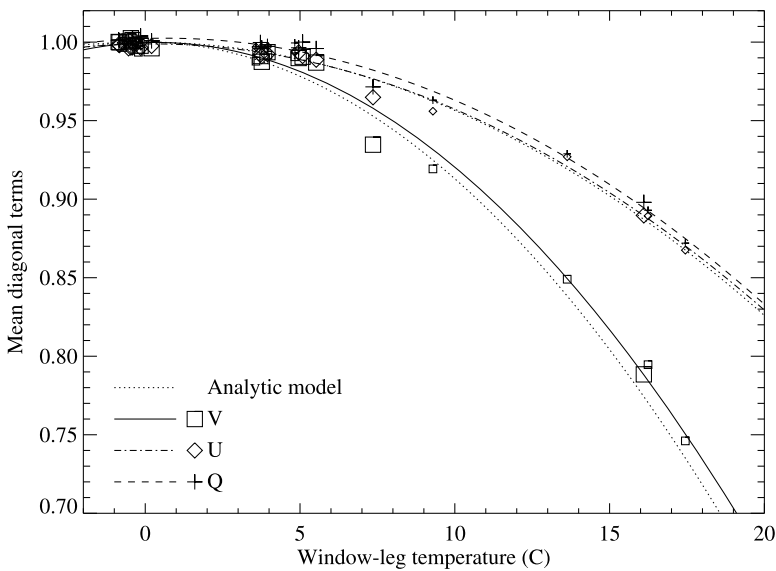 1.00
0.95
0.90
0.85
0.80
0.75
0.70
Mean diagonal terms
Analytic model
V
U
Q
0 5 10 15 20
Window-leg temperature (C)